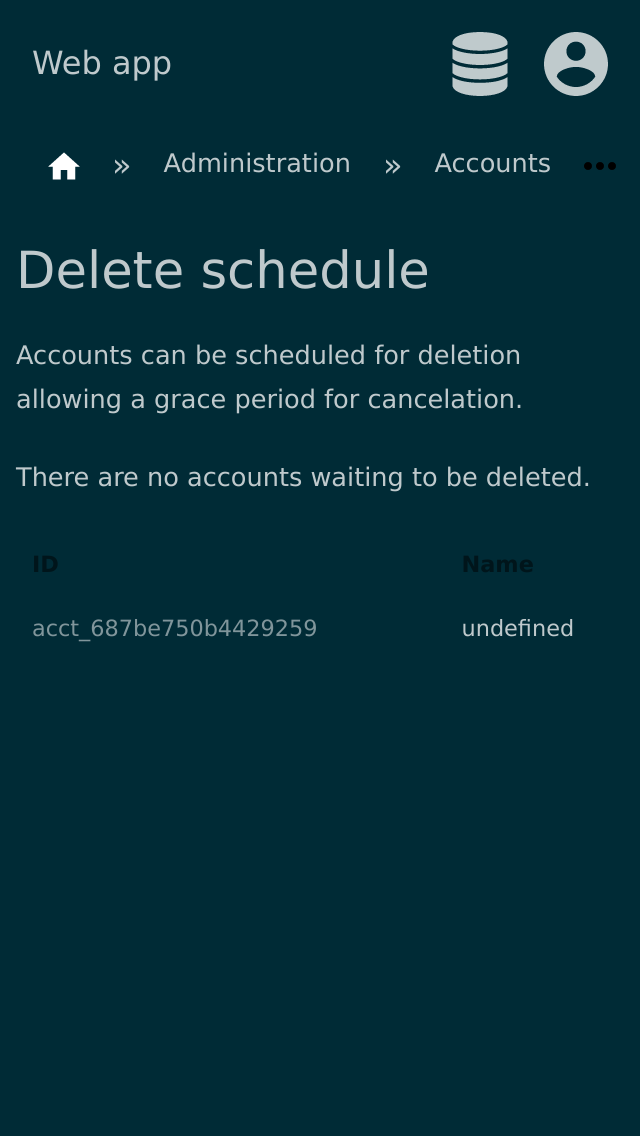 Web app
» Administration » Accounts •••
Delete schedule
Accounts can be scheduled for deletion
allowing a grace period for cancelation.
There are no accounts waiting to be deleted.
ID Name
acct_687be750b4429259 undefined